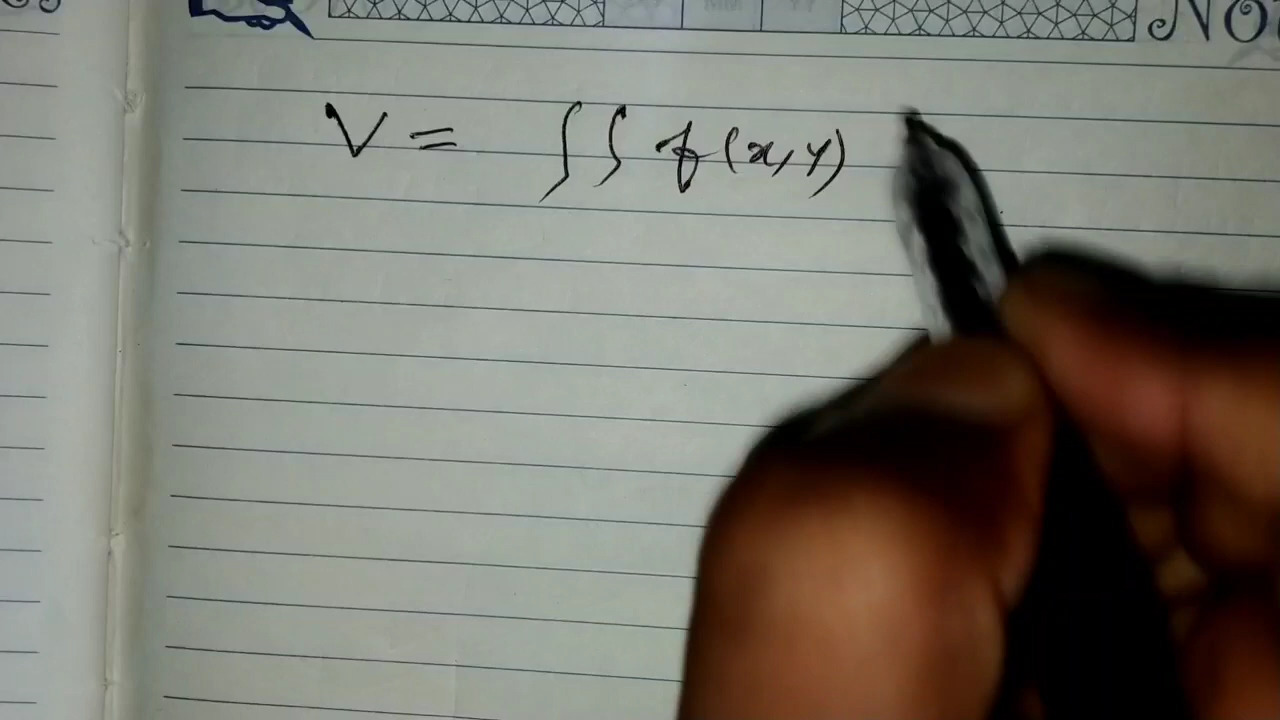 V = ∫∫ f(x,y)